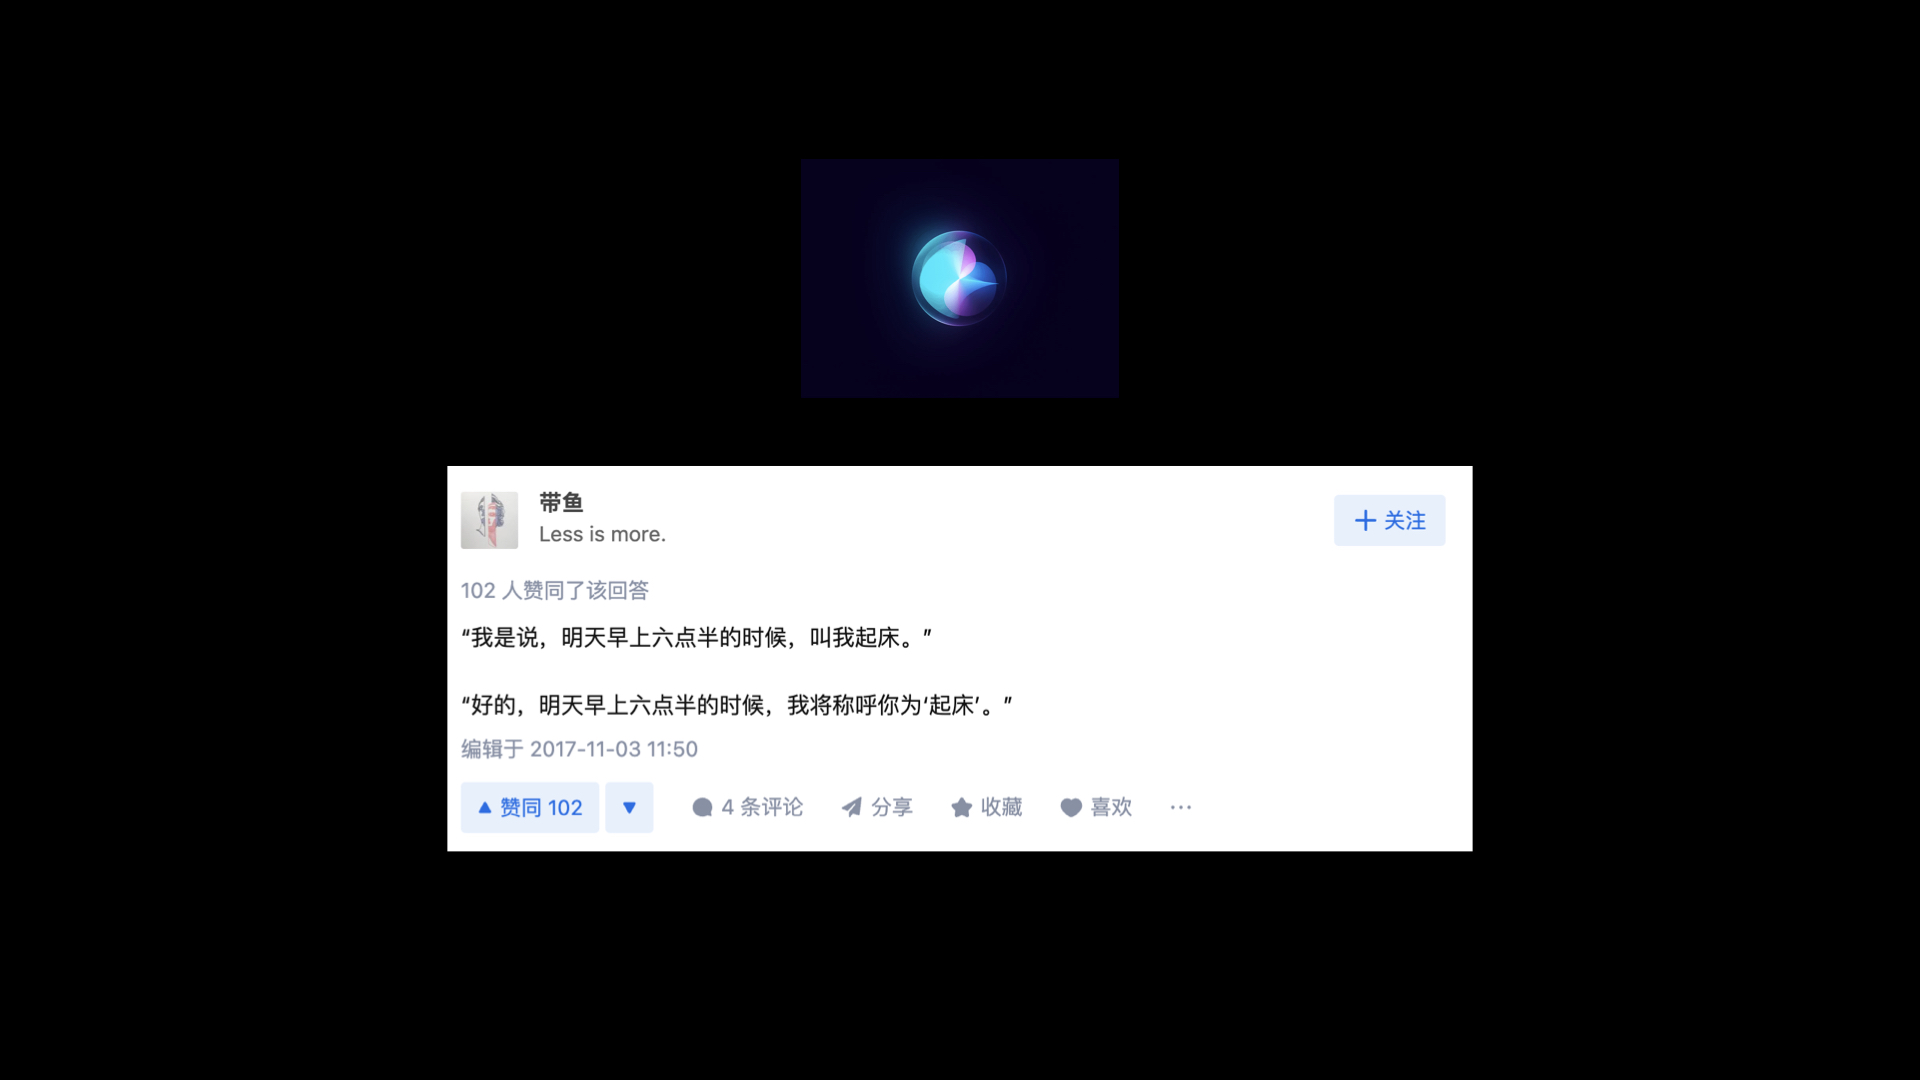 带鱼
Less is more.
+ 关注
102 人赞同了该回答
“我是说，明天早上六点半的时候，叫我起床。”
“好的，明天早上六点半的时候，我将称呼你为‘起床’。”
编辑于 2017-11-03 11:50
赞同 102
4 条评论
分享
收藏
喜欢
···